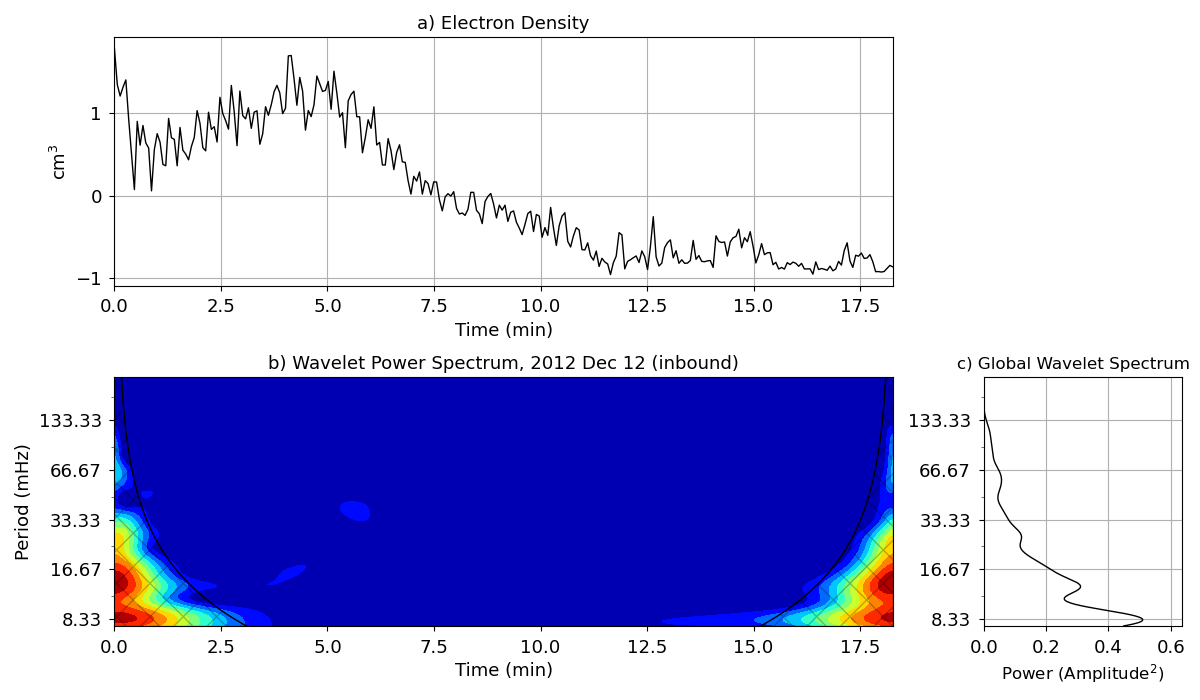 a) Electron Density
cm³
1
0
−1
0.0 2.5 5.0 7.5 10.0 12.5 15.0 17.5
Time (min)
b) Wavelet Power Spectrum, 2012 Dec 12 (inbound)
Period (mHz)
133.33
66.67
33.33
16.67
8.33
0.0 2.5 5.0 7.5 10.0 12.5 15.0 17.5
Time (min)
c) Global Wavelet Spectrum
133.33
66.67
33.33
16.67
8.33
0.0 0.2 0.4 0.6
Power (Amplitude²)